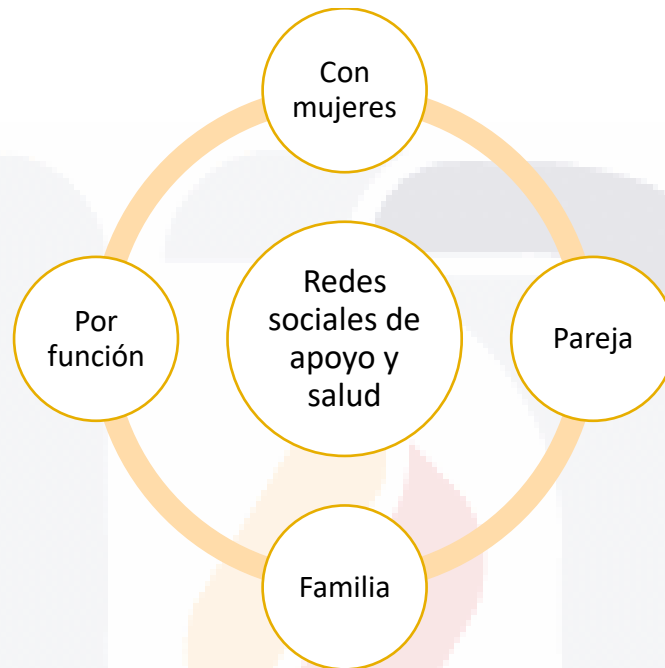 Con
mujeres
Redes
sociales de
apoyo y
salud
Por
función
Pareja
Familia